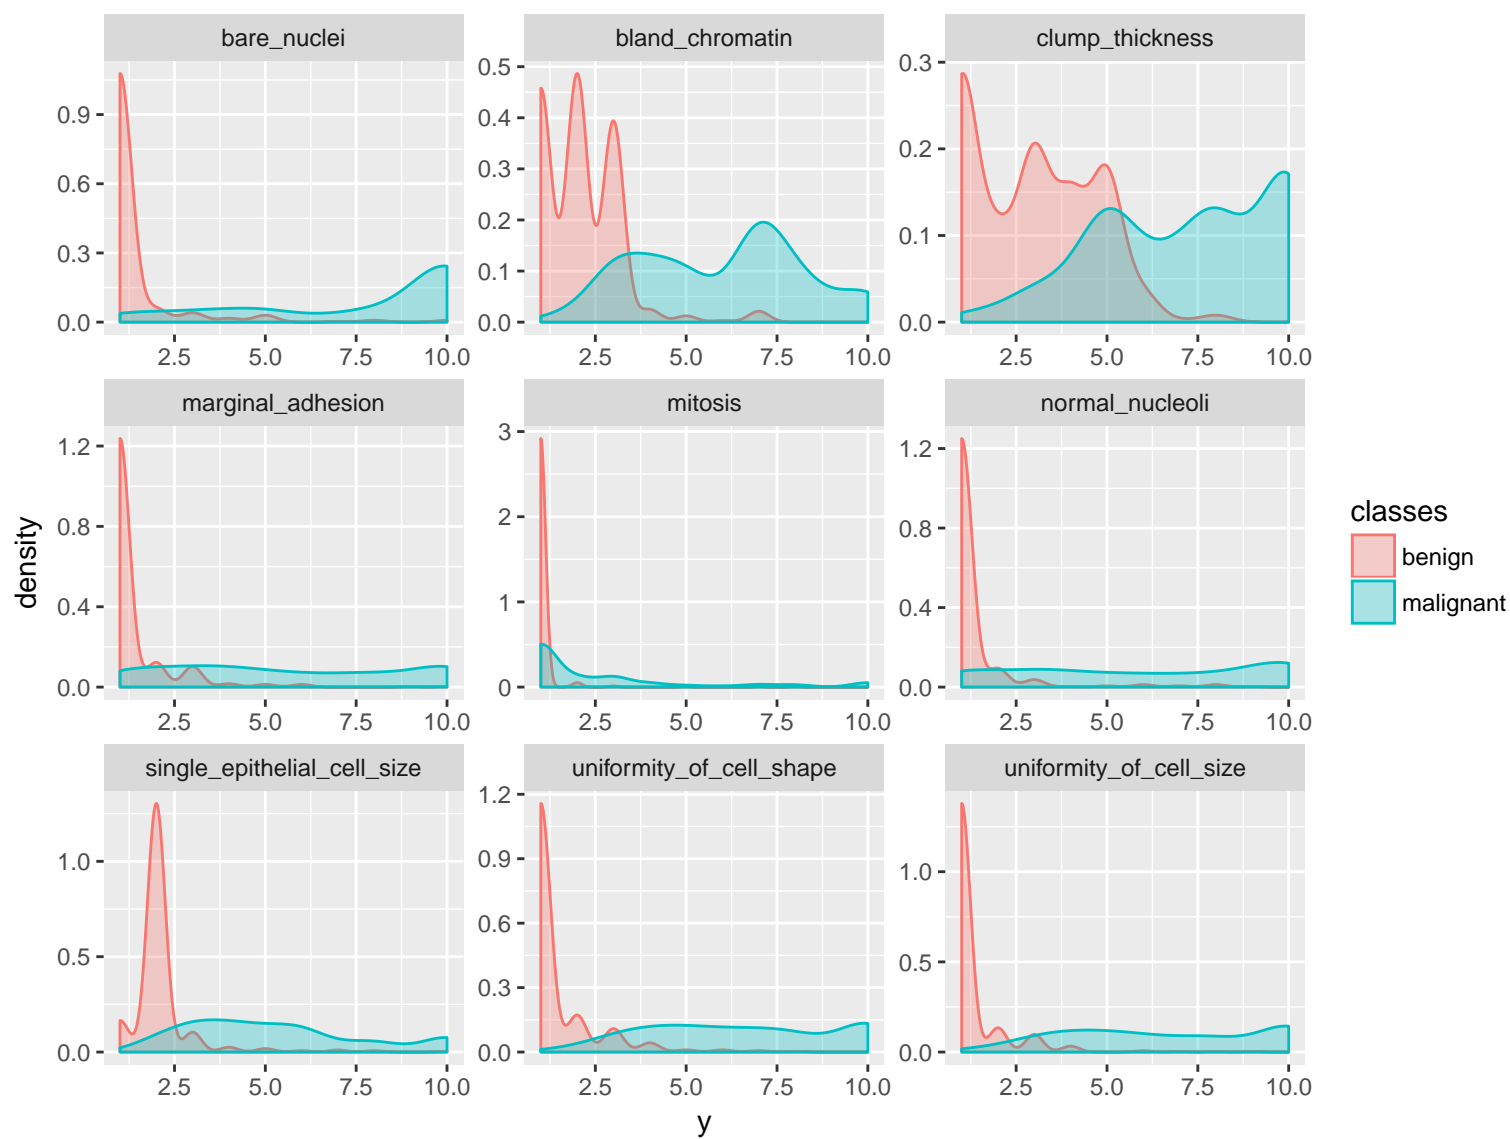 bare_nuclei
bland_chromatin
clump_thickness
0.9
0.6
0.3
0.0
2.5 5.0 7.5 10.0
0.5
0.4
0.3
0.2
0.1
0.0
2.5 5.0 7.5 10.0
0.3
0.2
0.1
0.0
2.5 5.0 7.5 10.0
marginal_adhesion
mitosis
normal_nucleoli
1.2
0.8
0.4
0.0
2.5 5.0 7.5 10.0
3
2
1
0
2.5 5.0 7.5 10.0
1.2
0.8
0.4
0.0
2.5 5.0 7.5 10.0
single_epithelial_cell_size
uniformity_of_cell_shape
uniformity_of_cell_size
1.0
0.5
0.0
2.5 5.0 7.5 10.0
1.2
0.9
0.6
0.3
0.0
2.5 5.0 7.5 10.0
1.0
0.5
0.0
2.5 5.0 7.5 10.0
density
y
classes
benign
malignant